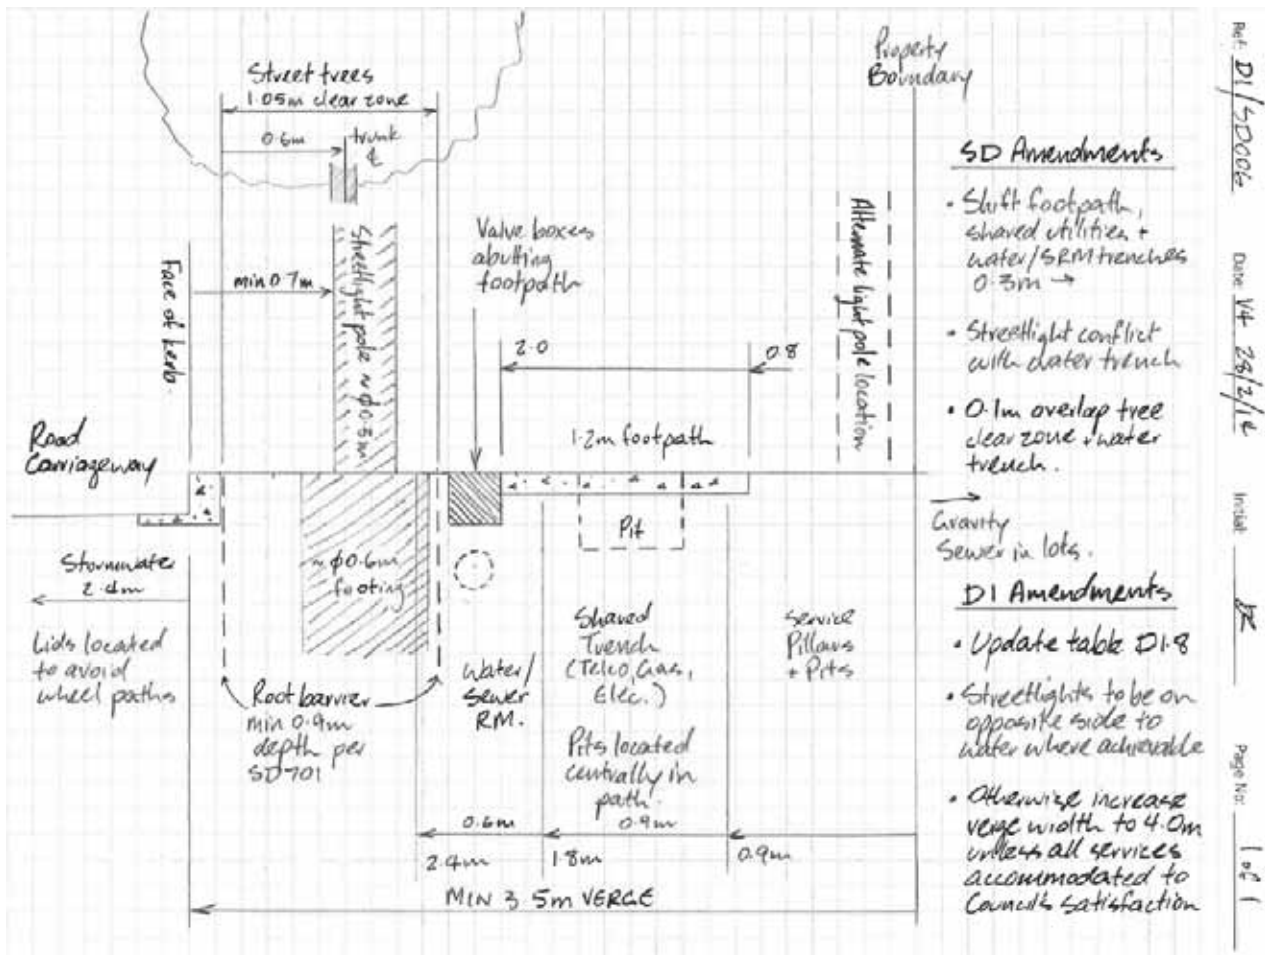 Street trees
1.05m clear zone
0.6m
trunk
℄
Property
Boundary
Face of kerb.
min 0.7m
Streetlight pole ~ϕ0.3m
Valve boxes
abutting
footpath
Alternate light pole location
2.0
0.8
1.2m footpath
Road
Carriageway
Pit
~ϕ0.6m
footing
Gravity
Sewer in lots.
Stormwater
2.4m
Lids located
to avoid
wheel paths
Root barrier
min 0.9m
depth per
SD701
Water/
Sewer
RM.
Shared
Trench
(Telco, Gas,
Elec.)
Pits located
centrally in
path.
Service
Pillars
+ Pits
0.6m
0.9m
2.4m
1.8m
0.9m
MIN 3.5m VERGE
SD Amendments
• Shift footpath,
shared utilities +
water/SRM trenches
0.3m →
• Streetlight conflict
with water trench
• 0.1m overlap tree
clear zone + water
trench.
D1 Amendments
• Update table D1.8
• Streetlights to be on
opposite side to
water where achievable
• Otherwise increase
verge width to 4.0m
unless all services
accommodated to
Council's satisfaction
Ref: D1/SD006
Date V4 28/2/14
Initial
Page No: 1 of 1